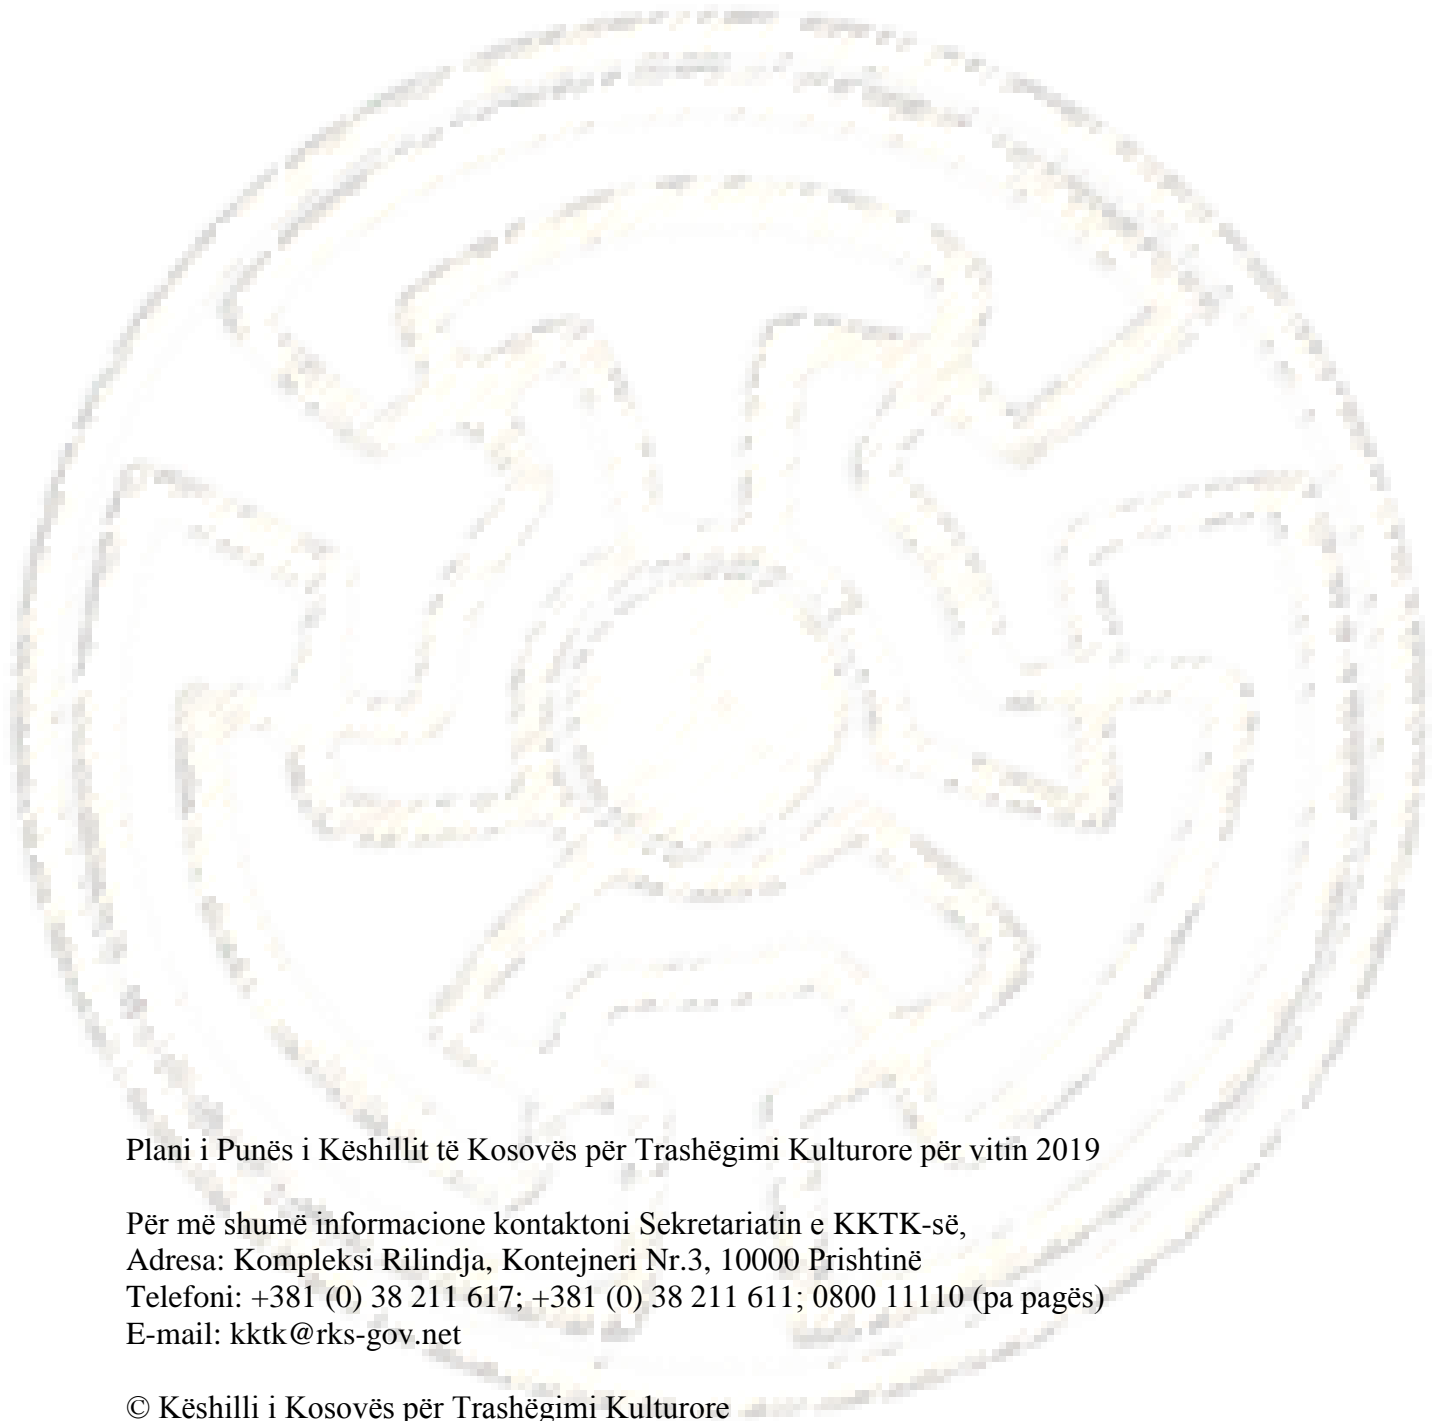 Plani i Punës i Këshillit të Kosovës për Trashëgimi Kulturore për vitin 2019
Për më shumë informacione kontaktoni Sekretariatin e KKTK-së,
Adresa: Kompleksi Rilindja, Kontejneri Nr.3, 10000 Prishtinë
Telefoni: +381 (0) 38 211 617; +381 (0) 38 211 611; 0800 11110 (pa pagës)
E-mail: kktk@rks-gov.net
© Këshilli i Kosovës për Trashëgimi Kulturore